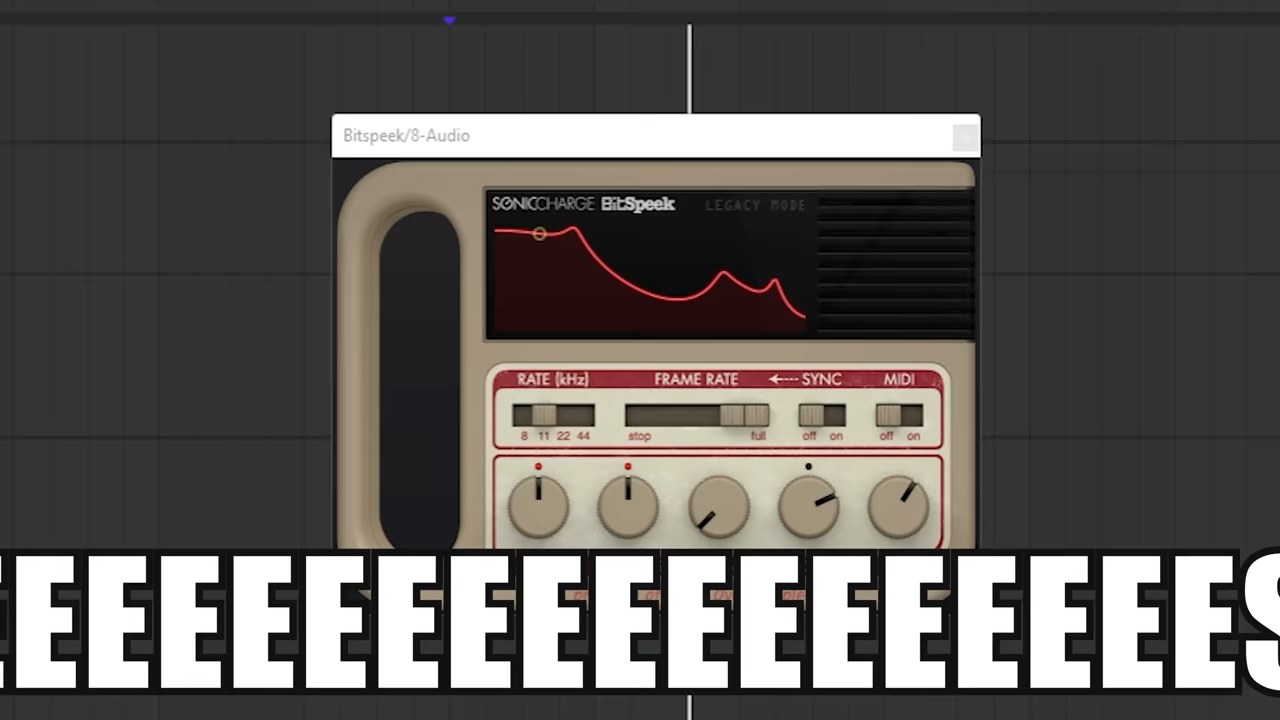 Bitspeek/8-Audio
SONICCHARGE BitSpeek LEGACY MODE
RATE (kHz) FRAME RATE <--- SYNC MIDI
8 11 22 44 stop full off on off on
EEEEEEEEEEEEEEEEEES